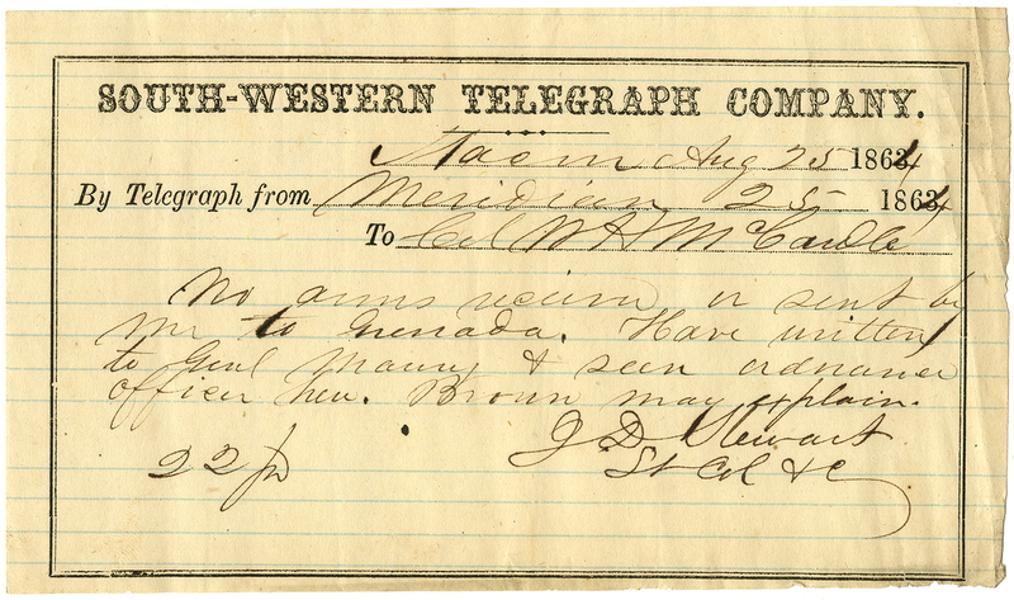 SOUTH-WESTERN TELEGRAPH COMPANY.
Macon Aug 25 1864
By Telegraph from Meridian 25 1864
To Col W H McCardle
No arms receivd or sent by
me to Grenada. Have written
to Genl Maury & seen ordnance
officer here. Brown may explain.
J D Stewart
22 pd Lt Col &c